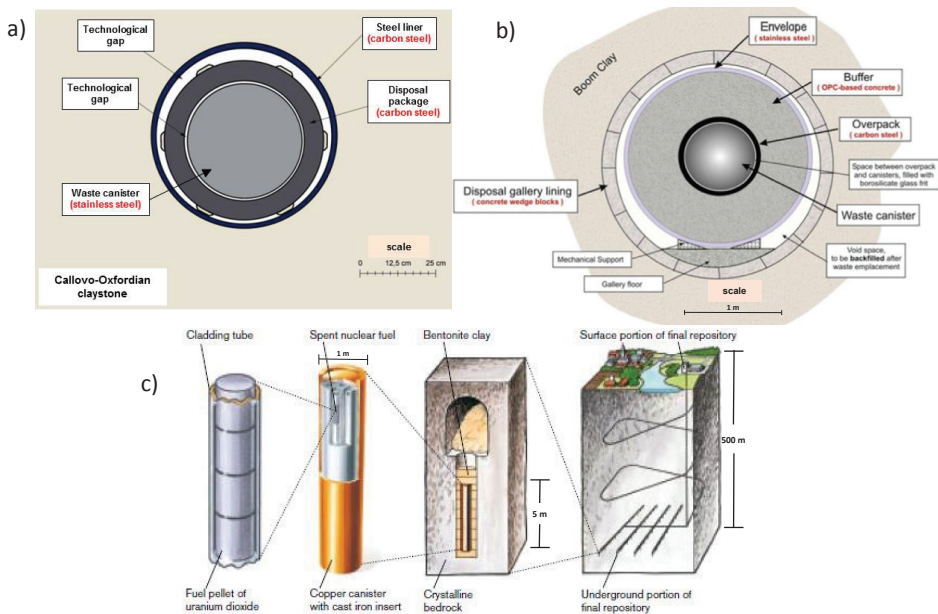 a)
Technological
gap
Steel liner
(carbon steel)
Technological
gap
Disposal
package
(carbon steel)
Waste canister
(stainless steel)
scale
0 12,5 cm 25 cm
Callovo-Oxfordian
claystone
b)
Envelope
( stainless steel )
Boom Clay
Buffer
( OPC-based concrete )
Overpack
( carbon steel )
Space between overpack
and canisters, filled with
borosilicate glass frit
Disposal gallery lining
( concrete wedge blocks )
Waste canister
Mechanical Support
Void space,
to be backfilled after
waste emplacement
Gallery floor
scale
1 m
c)
Cladding tube
Spent nuclear fuel
1 m
Bentonite clay
Surface portion of final repository
500 m
5 m
Fuel pellet of
uranium dioxide
Copper canister
with cast iron insert
Crystalline
bedrock
Underground portion of
final repository